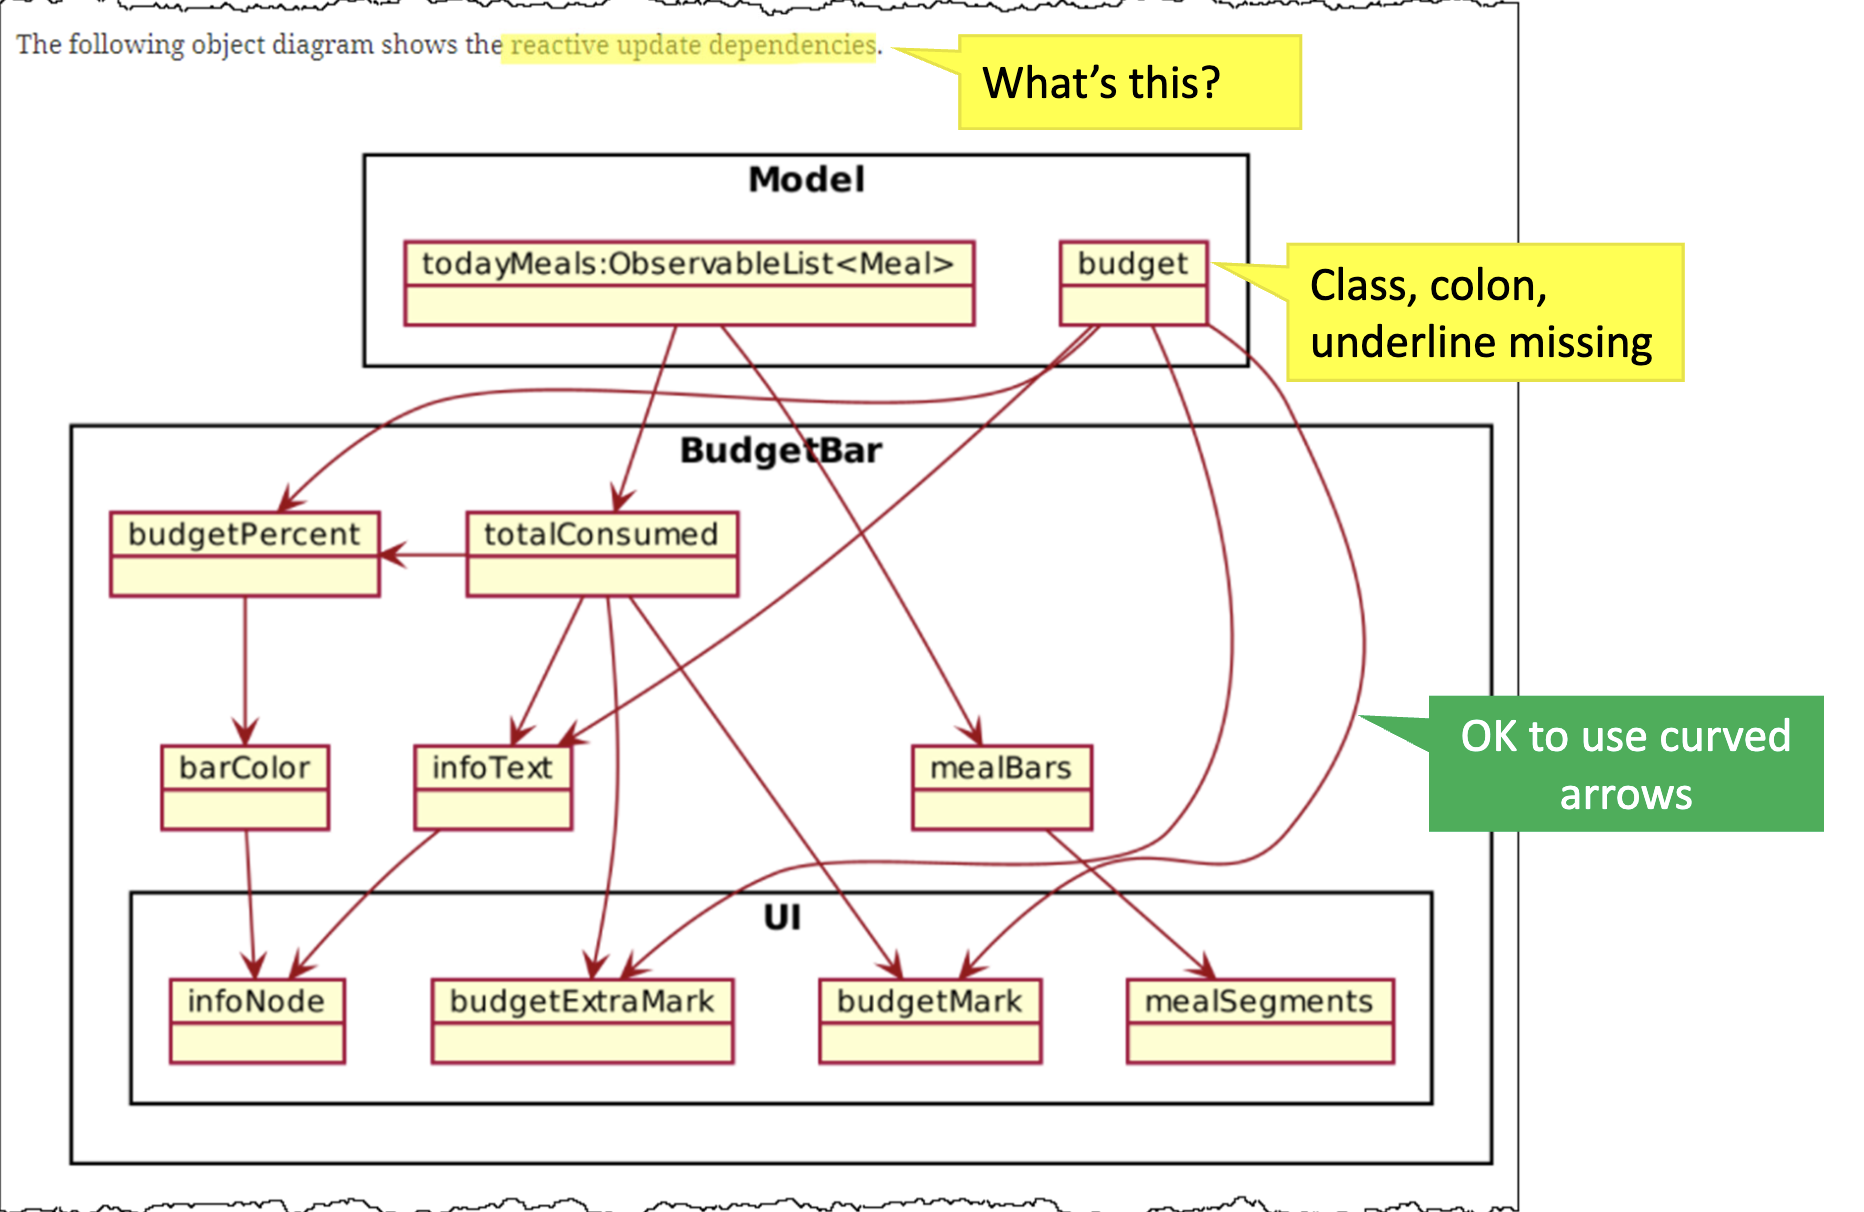 The following object diagram shows the reactive update dependencies.
What's this?
Model
todayMeals:ObservableList<Meal>
budget
Class, colon,
underline missing
BudgetBar
budgetPercent
totalConsumed
barColor
infoText
mealBars
OK to use curved
arrows
UI
infoNode
budgetExtraMark
budgetMark
mealSegments